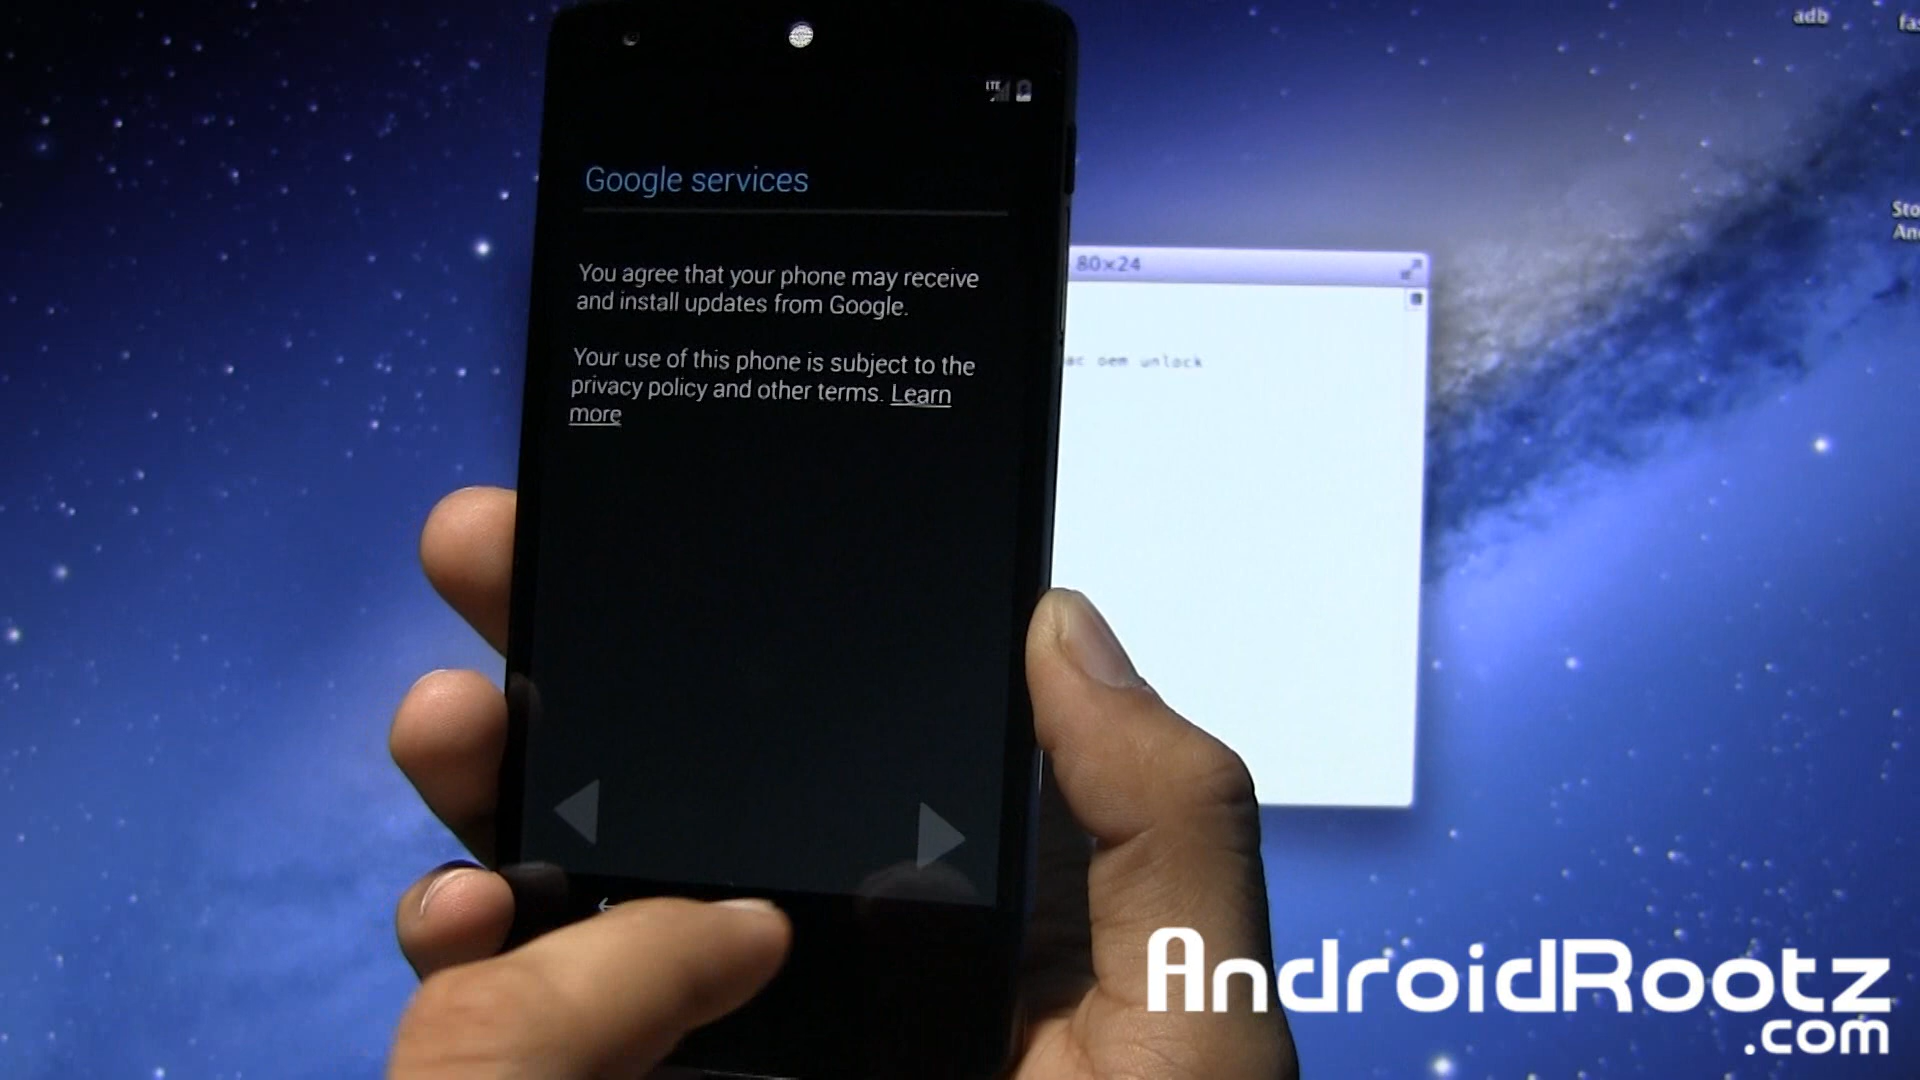 adb
LTE
Google services
You agree that your phone may receive
and install updates from Google.
Your use of this phone is subject to the
privacy policy and other terms. Learn
more
80×24
oem unlock
AndroidRootz
.com